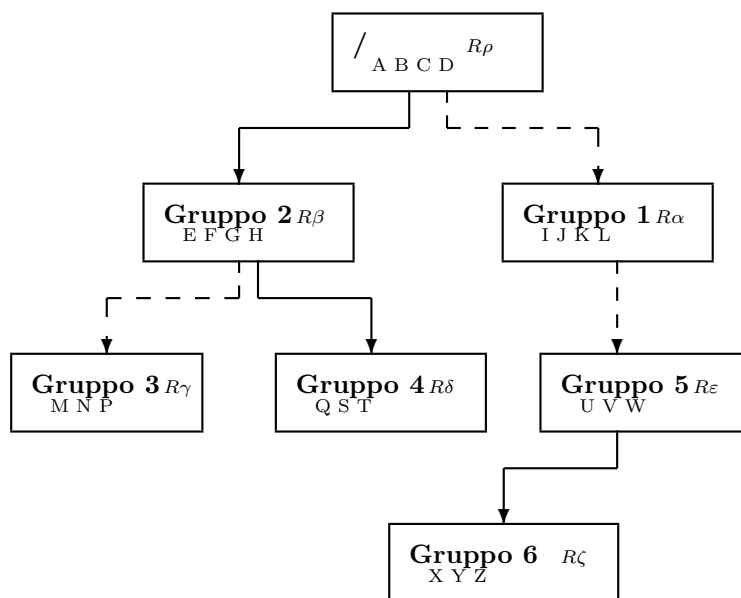 / Rρ
A B C D
Gruppo 2 Rβ
E F G H
Gruppo 1 Rα
I J K L
Gruppo 3 Rγ
M N P
Gruppo 4 Rδ
Q S T
Gruppo 5 Rε
U V W
Gruppo 6 Rζ
X Y Z